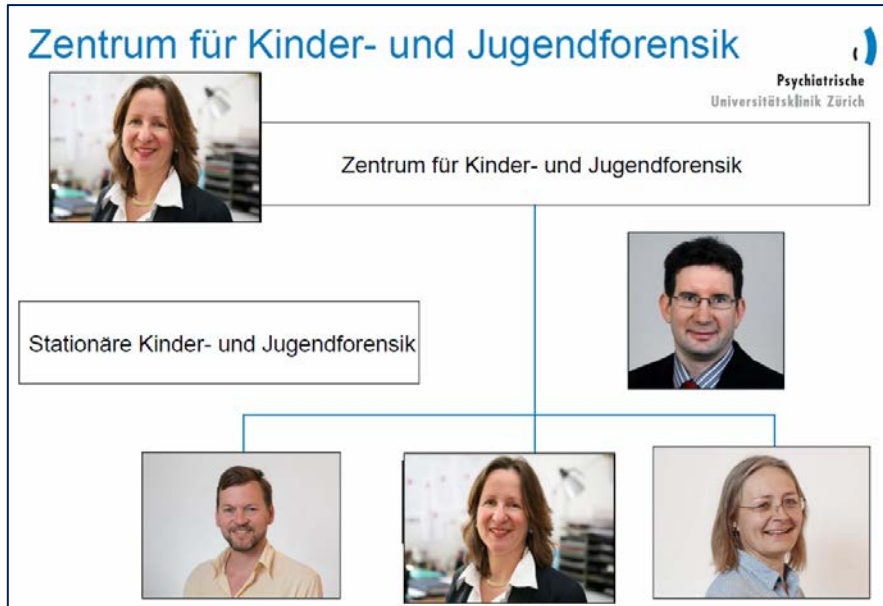 Zentrum für Kinder- und Jugendforensik
Psychiatrische
Universitätsklinik Zürich
Zentrum für Kinder- und Jugendforensik
Stationäre Kinder- und Jugendforensik